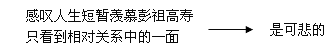 感叹人生短暂羡慕彭祖高寿
只看到相对关系中的一面
是可悲的